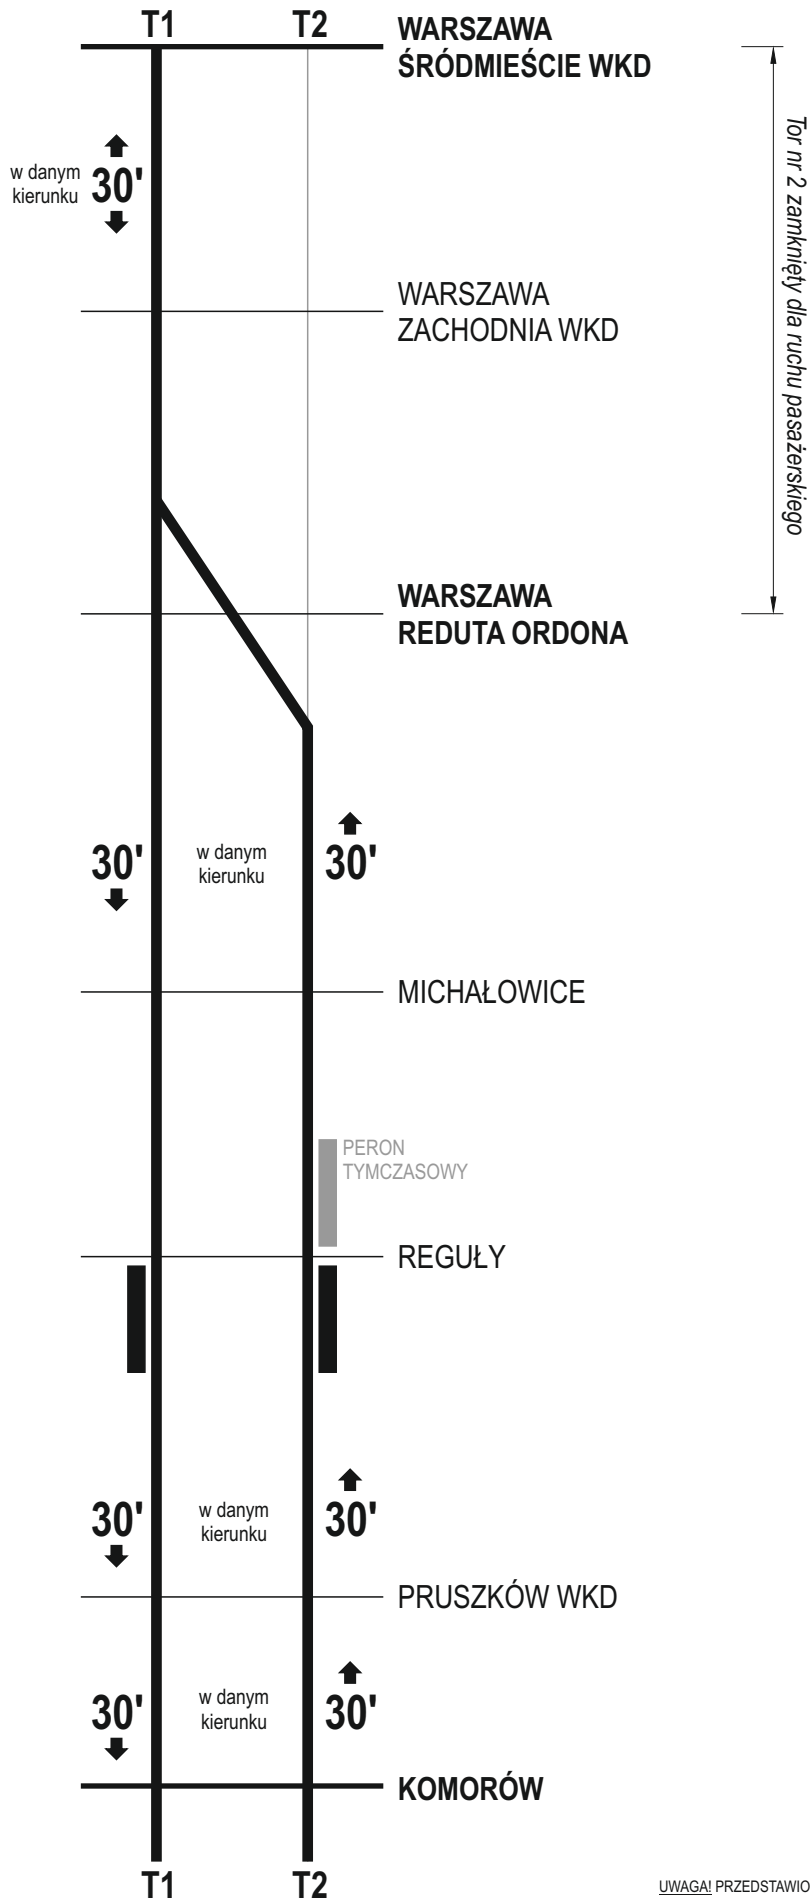 T1
T2
WARSZAWA
ŚRÓDMIEŚCIE WKD
w danym
kierunku
30'
Tor nr 2 zamknięty dla ruchu pasażerskiego
WARSZAWA
ZACHODNIA WKD
WARSZAWA
REDUTA ORDONA
30'
w danym
kierunku
30'
MICHAŁOWICE
PERON
TYMCZASOWY
REGUŁY
30'
w danym
kierunku
30'
PRUSZKÓW WKD
30'
w danym
kierunku
30'
KOMORÓW
T1
T2
UWAGA! PRZEDSTAWIO